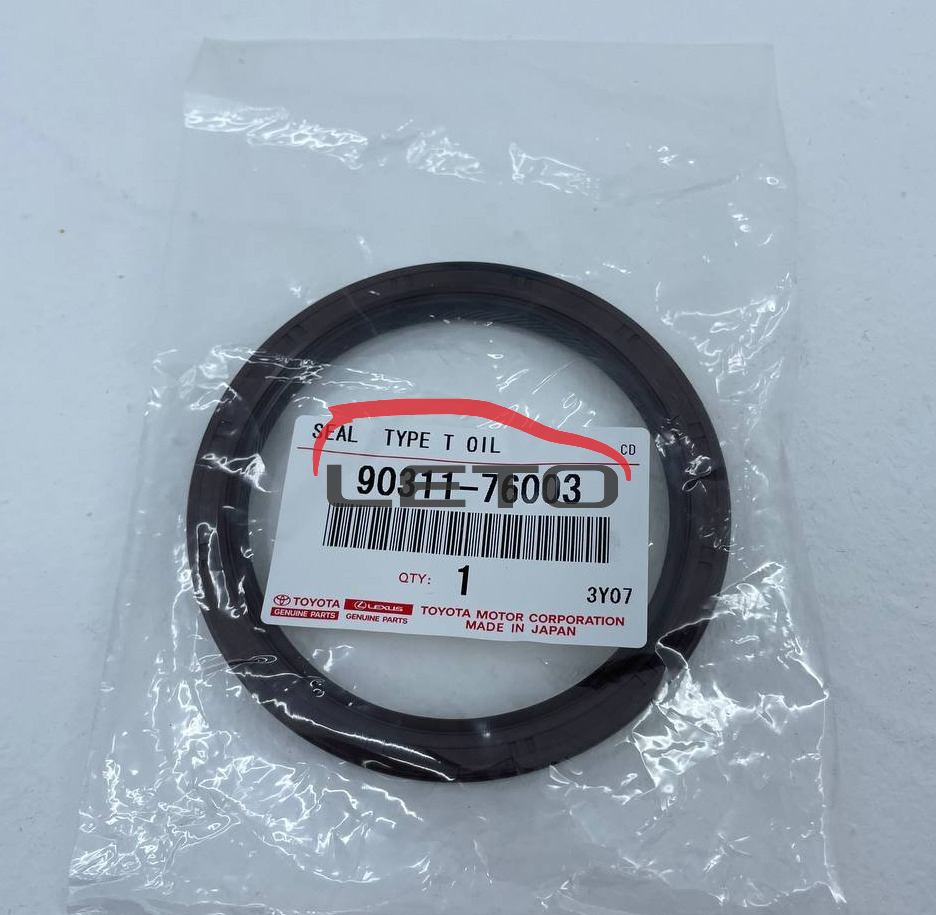 SEAL TYPE T OIL
CD
LETO
90311-76003
QTY: 1
3Y07
TOYOTA
GENUINE PARTS
LEXUS
GENUINE PARTS
TOYOTA MOTOR CORPORATION
MADE IN JAPAN